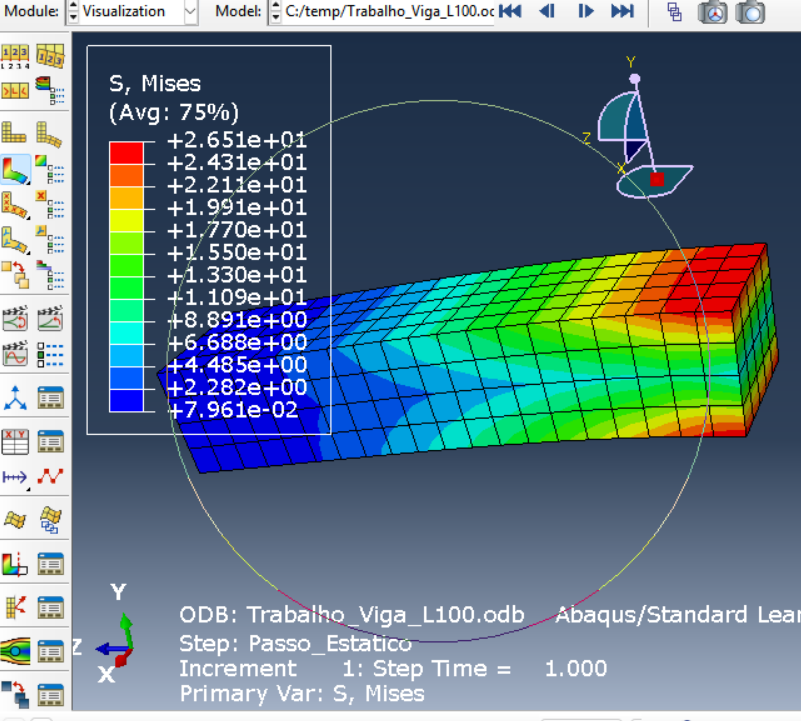 Module: Visualization Model: C:/temp/Trabalho_Viga_L100.od
S, Mises
(Avg: 75%)
+2.651e+01
+2.431e+01
+2.211e+01
+1.991e+01
+1.770e+01
+1.550e+01
+1.330e+01
+1.109e+01
+8.891e+00
+6.688e+00
+4.485e+00
+2.282e+00
+7.961e-02
Y
Z
X
Y
Z
X
ODB: Trabalho_Viga_L100.odb Abaqus/Standard Lear
Step: Passo_Estatico
Increment 1: Step Time = 1.000
Primary Var: S, Mises